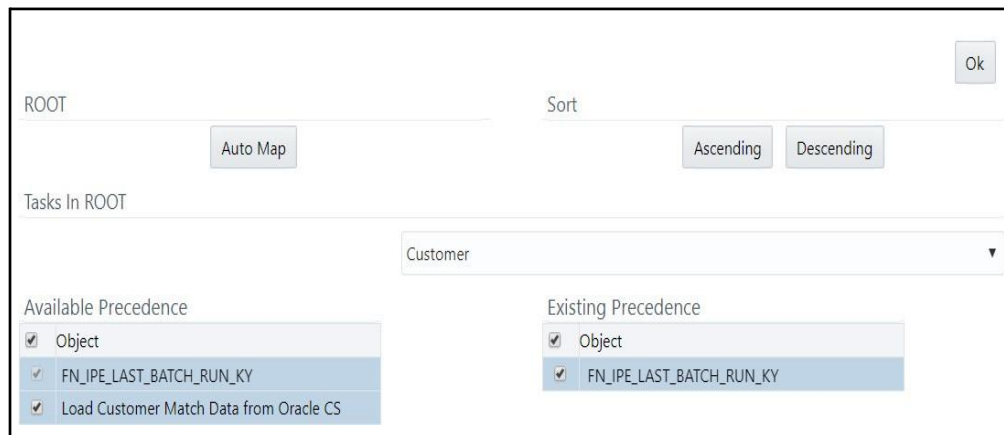 Ok
ROOT
Sort
Auto Map
Ascending Descending
Tasks In ROOT
Customer
Available Precedence
Object
FN_IPE_LAST_BATCH_RUN_KY
Load Customer Match Data from Oracle CS
Existing Precedence
Object
FN_IPE_LAST_BATCH_RUN_KY